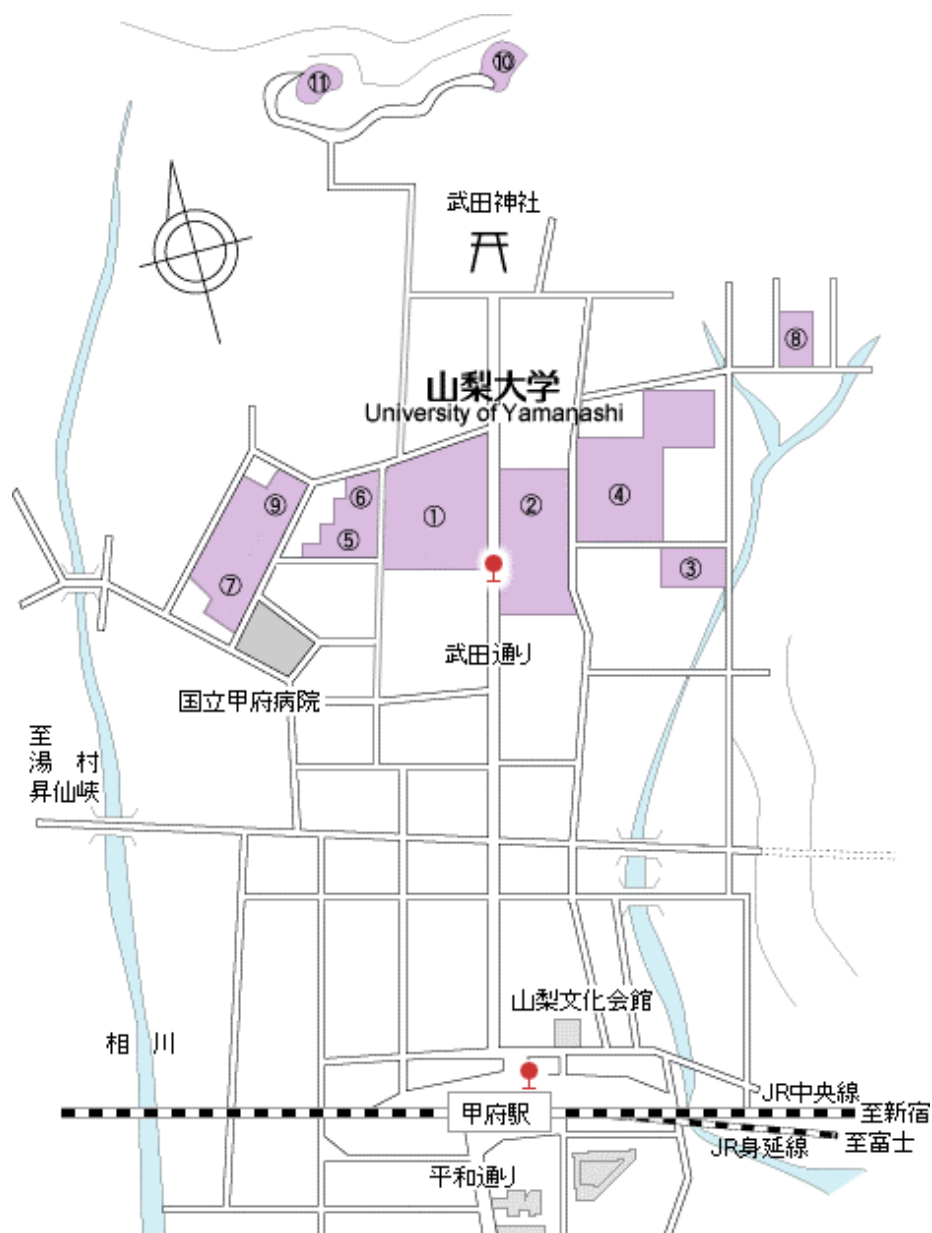 ⑩
⑪
武田神社
⑧
山梨大学
University of Yamanashi
⑨
⑥
①
②
④
⑤
③
⑦
武田通り
国立甲府病院
至
湯 村
昇仙峡
山梨文化会館
相 川
JR中央線
甲府駅
至新宿
至富士
JR身延線
平和通り